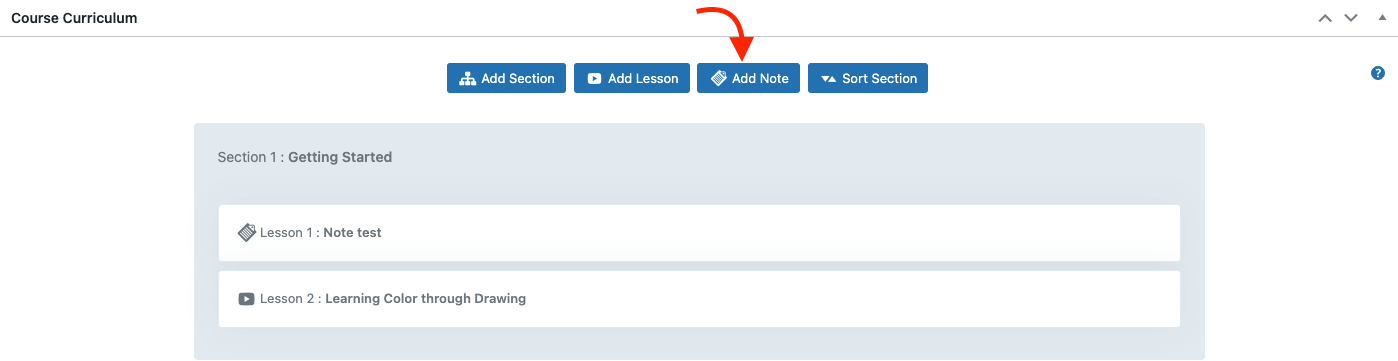 Course Curriculum
Add Section Add Lesson Add Note Sort Section
?
Section 1 : Getting Started
Lesson 1 : Note test
Lesson 2 : Learning Color through Drawing